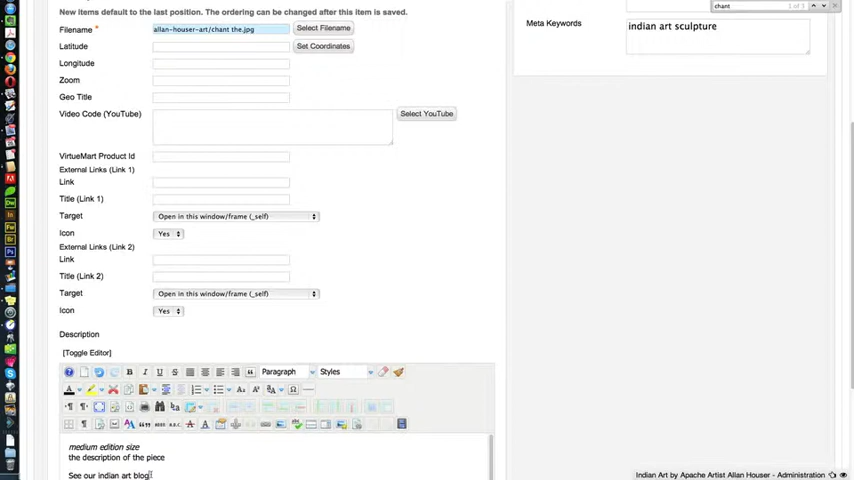 New items default to the last position. The ordering can be changed after this item is saved.
Filename * allan-houser-art/chant the.jpg Select Filename
Latitude Set Coordinates
Longitude
Zoom
Geo Title
Video Code (YouTube) Select YouTube
VirtueMart Product Id
External Links (Link 1)
Link
Title (Link 1)
Target Open in this window/frame (_self)
Icon Yes
External Links (Link 2)
Link
Title (Link 2)
Target Open in this window/frame (_self)
Icon Yes
Description
[Toggle Editor]
B I U S Paragraph Styles
medium edition size
the description of the piece
See our indian art blog
chant 1 of 3
Meta Keywords indian art sculpture
Indian Art by Apache Artist Allan Houser - Administration